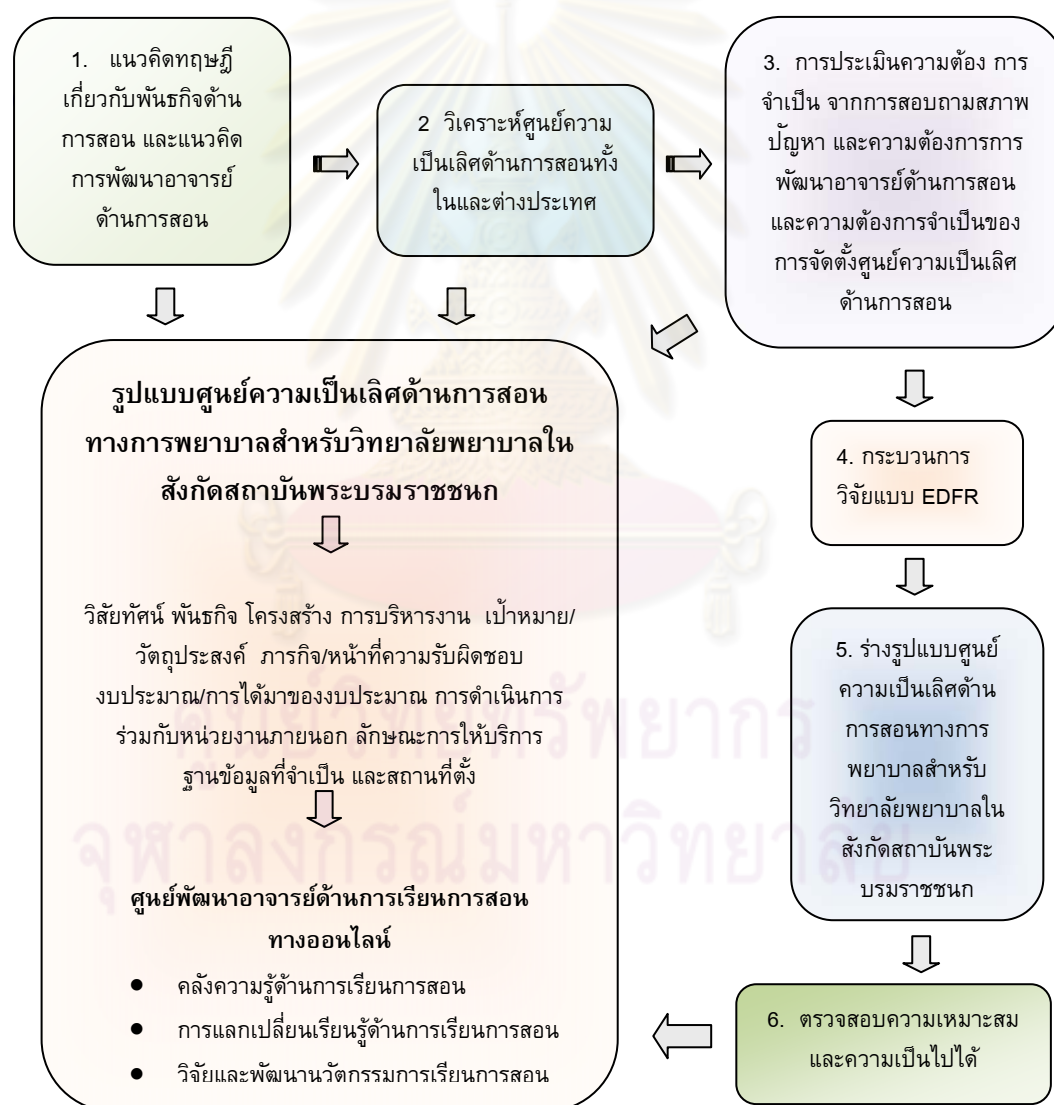 1. แนวคิดทฤษฎี
เกี่ยวกับพันธกิจด้าน
การสอน และแนวคิด
การพัฒนาอาจารย์
ด้านการสอน
2 วิเคราะห์ศูนย์ความ
เป็นเลิศด้านการสอนทั้ง
ในและต่างประเทศ
3. การประเมินความต้อง การ
จำเป็น จากการสอบถามสภาพ
ปัญหา และความต้องการการ
พัฒนาอาจารย์ด้านการสอน
และความต้องการจำเป็นของ
การจัดตั้งศูนย์ความเป็นเลิศ
ด้านการสอน
4. กระบวนการ
วิจัยแบบ EDFR
5. ร่างรูปแบบศูนย์
ความเป็นเลิศด้าน
การสอนทางการ
พยาบาลสำหรับ
วิทยาลัยพยาบาลใน
สังกัดสถาบันพระ
บรมราชชนก
6. ตรวจสอบความเหมาะสม
และความเป็นไปได้
รูปแบบศูนย์ความเป็นเลิศด้านการสอน
ทางการพยาบาลสำหรับวิทยาลัยพยาบาลใน
สังกัดสถาบันพระบรมราชชนก
วิสัยทัศน์ พันธกิจ โครงสร้าง การบริหารงาน เป้าหมาย/
วัตถุประสงค์ ภารกิจ/หน้าที่ความรับผิดชอบ
งบประมาณ/การได้มาของงบประมาณ การดำเนินการ
ร่วมกับหน่วยงานภายนอก ลักษณะการให้บริการ
ฐานข้อมูลที่จำเป็น และสถานที่ตั้ง
ศูนย์พัฒนาอาจารย์ด้านการเรียนการสอน
ทางออนไลน์
● คลังความรู้ด้านการเรียนการสอน
● การแลกเปลี่ยนเรียนรู้ด้านการเรียนการสอน
● วิจัยและพัฒนานวัตกรรมการเรียนการสอน
ศูนย์วิทยทรัพยากร
จุฬาลงกรณ์มหาวิทยาลัย